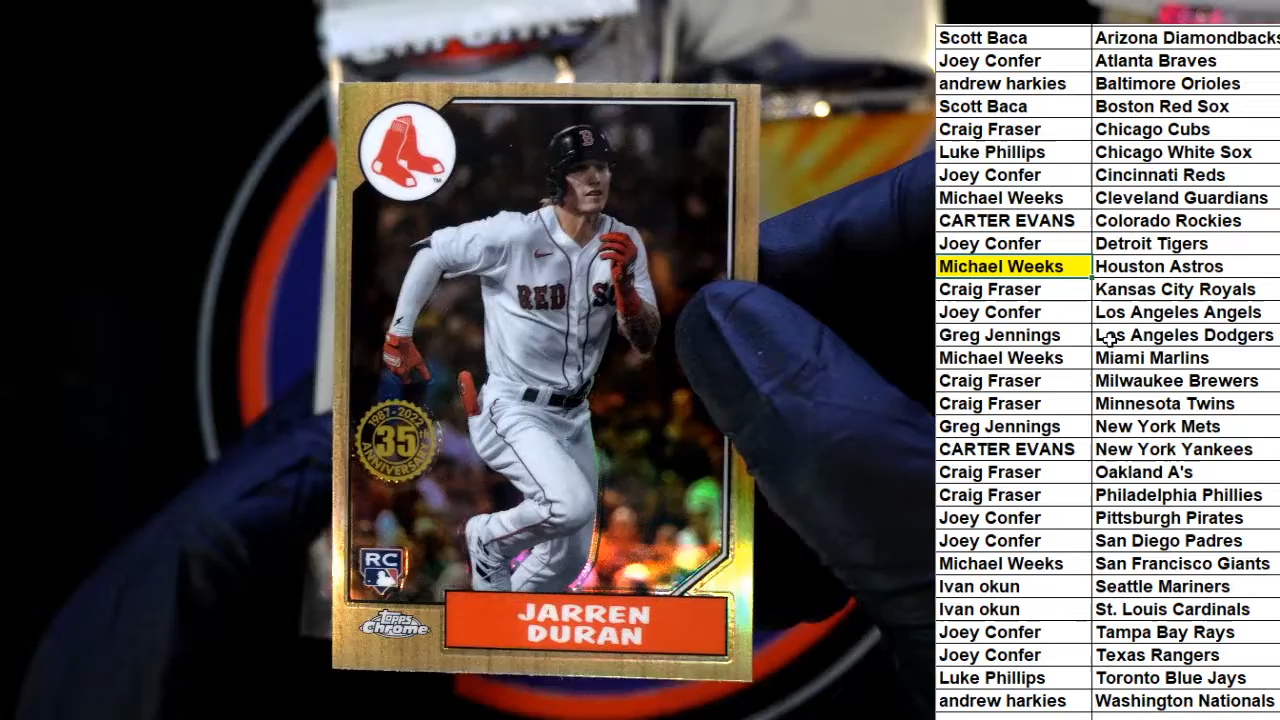 B
RED SO
1987-2022
35
ANNIVERSARY
RC
Topps
Chrome
JARREN
DURAN
TM
Scott Baca Arizona Diamondbacks
Joey Confer Atlanta Braves
andrew harkies Baltimore Orioles
Scott Baca Boston Red Sox
Craig Fraser Chicago Cubs
Luke Phillips Chicago White Sox
Joey Confer Cincinnati Reds
Michael Weeks Cleveland Guardians
CARTER EVANS Colorado Rockies
Joey Confer Detroit Tigers
Michael Weeks Houston Astros
Craig Fraser Kansas City Royals
Joey Confer Los Angeles Angels
Greg Jennings Los Angeles Dodgers
Michael Weeks Miami Marlins
Craig Fraser Milwaukee Brewers
Craig Fraser Minnesota Twins
Greg Jennings New York Mets
CARTER EVANS New York Yankees
Craig Fraser Oakland A's
Craig Fraser Philadelphia Phillies
Joey Confer Pittsburgh Pirates
Joey Confer San Diego Padres
Michael Weeks San Francisco Giants
Ivan okun Seattle Mariners
Ivan okun St. Louis Cardinals
Joey Confer Tampa Bay Rays
Joey Confer Texas Rangers
Luke Phillips Toronto Blue Jays
andrew harkies Washington Nationals